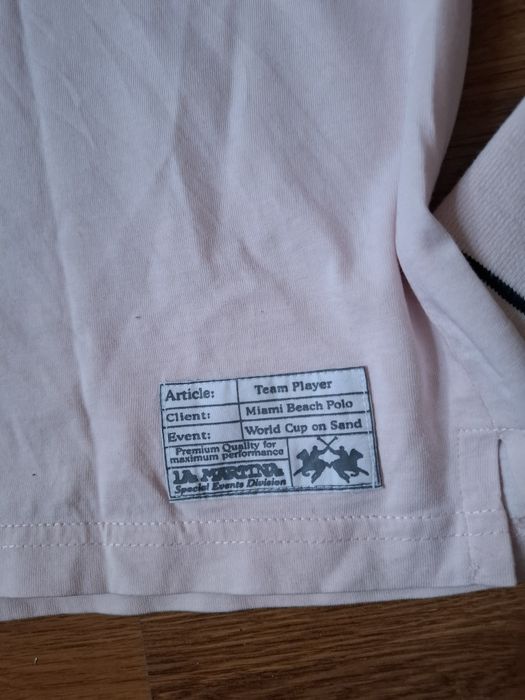 Article: Team Player
Client: Miami Beach Polo
Event: World Cup on Sand
Premium Quality for
maximum performance
LA MARTINA
Special Events Division